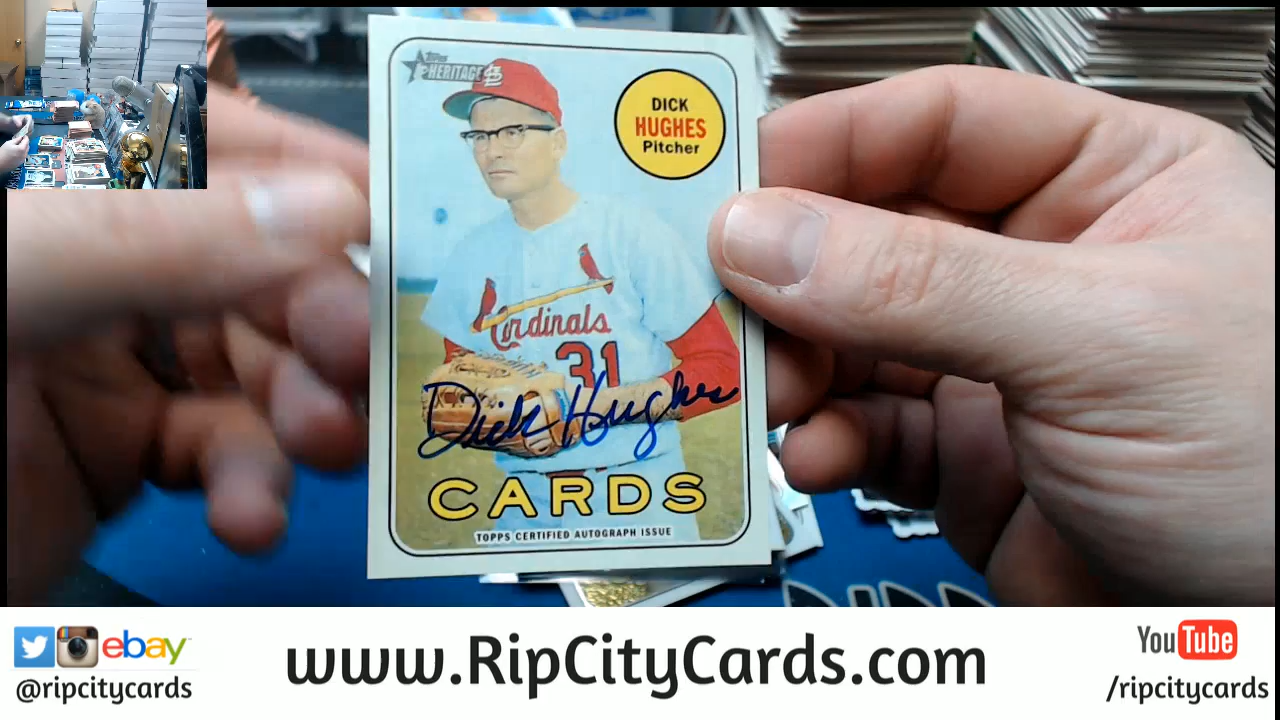 Topps
HERITAGE
StL
DICK
HUGHES
Pitcher
Cardinals
31
Dick Hughes
CARDS
TOPPS CERTIFIED AUTOGRAPH ISSUE
ebay
@ripcitycards
www.RipCityCards.com
YouTube
/ripcitycards